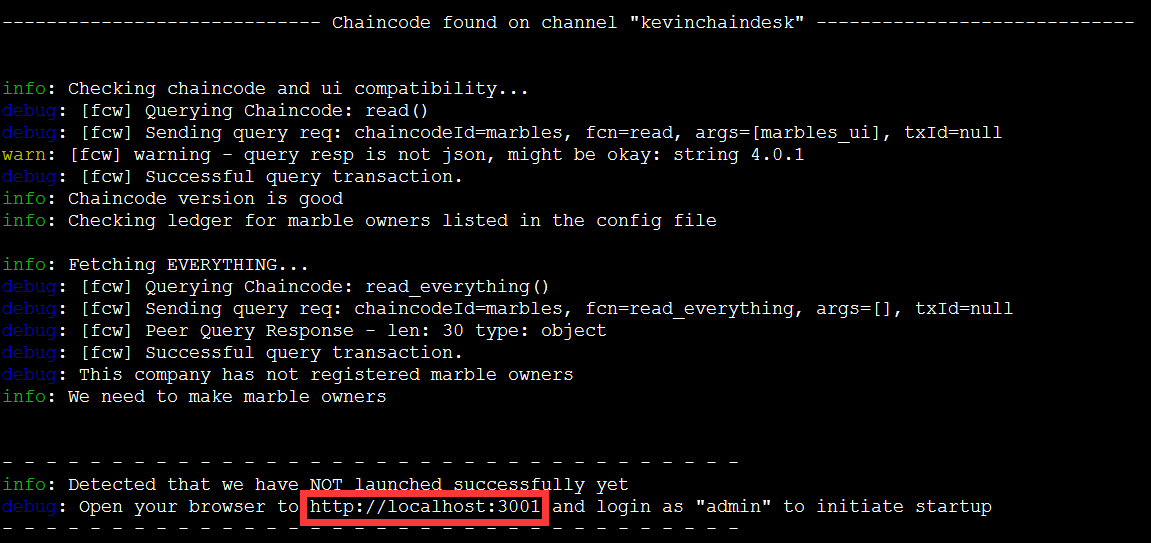 ----------------------------- Chaincode found on channel "kevinchaindesk" -----------------------------
info: Checking chaincode and ui compatibility...
debug: [fcw] Querying Chaincode: read()
debug: [fcw] Sending query req: chaincodeId=marbles, fcn=read, args=[marbles_ui], txId=null
warn: [fcw] warning - query resp is not json, might be okay: string 4.0.1
debug: [fcw] Successful query transaction.
info: Chaincode version is good
info: Checking ledger for marble owners listed in the config file
info: Fetching EVERYTHING...
debug: [fcw] Querying Chaincode: read_everything()
debug: [fcw] Sending query req: chaincodeId=marbles, fcn=read_everything, args=[], txId=null
debug: [fcw] Peer Query Response - len: 30 type: object
debug: [fcw] Successful query transaction.
debug: This company has not registered marble owners
info: We need to make marble owners
- - - - - - - - - - - - - - - - - - - - - - - - - - - - - - - - - -
info: Detected that we have NOT launched successfully yet
debug: Open your browser to http://localhost:3001 and login as "admin" to initiate startup
- - - - - - - - - - - - - - - - - - - - - - - - - - - - - - - - - -